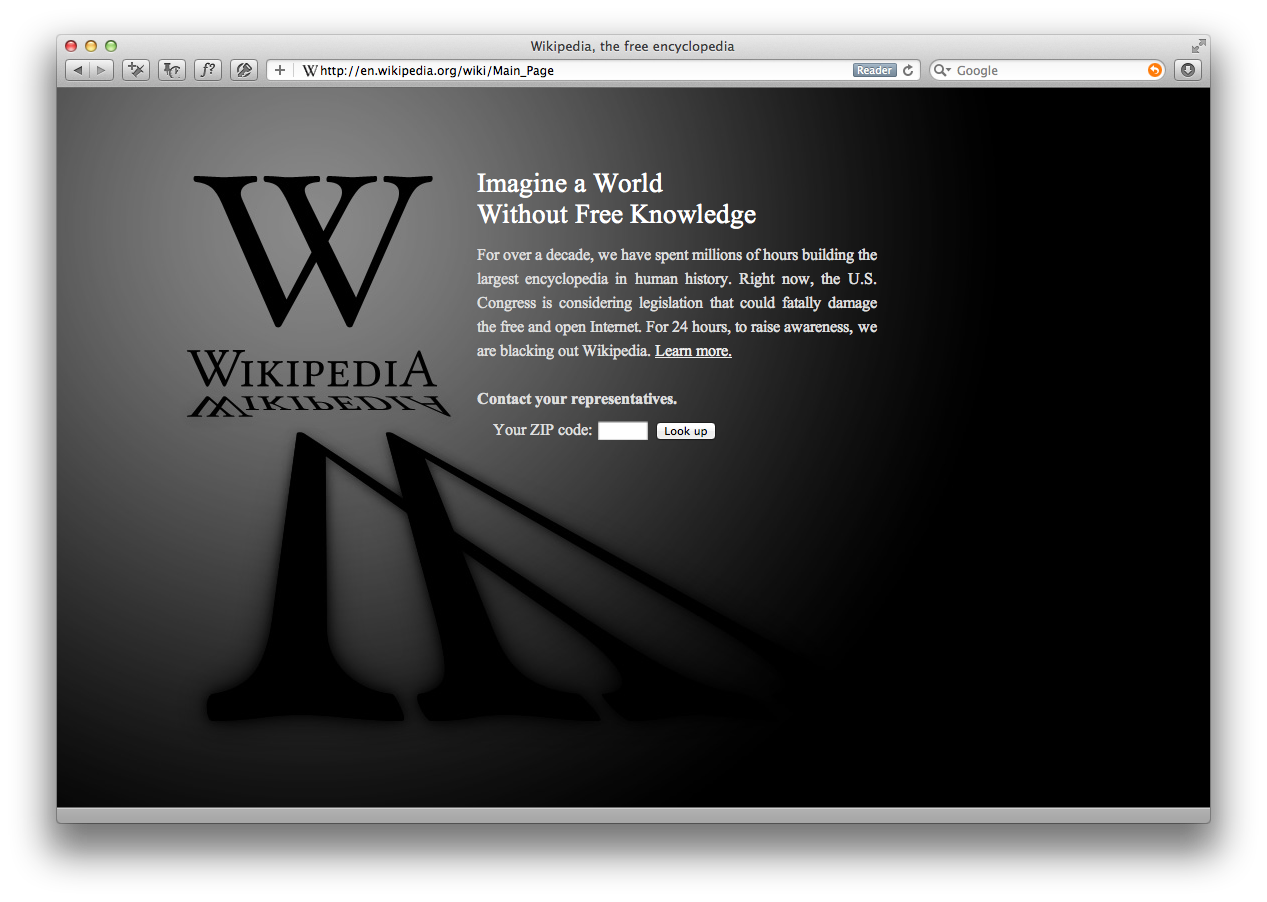 Wikipedia, the free encyclopedia
f?
W http://en.wikipedia.org/wiki/Main_Page
Reader
Google
W
WIKIPEDIA
Imagine a World
Without Free Knowledge
For over a decade, we have spent millions of hours building the
largest encyclopedia in human history. Right now, the U.S.
Congress is considering legislation that could fatally damage
the free and open Internet. For 24 hours, to raise awareness, we
are blacking out Wikipedia. Learn more.
Contact your representatives.
Your ZIP code:
Look up